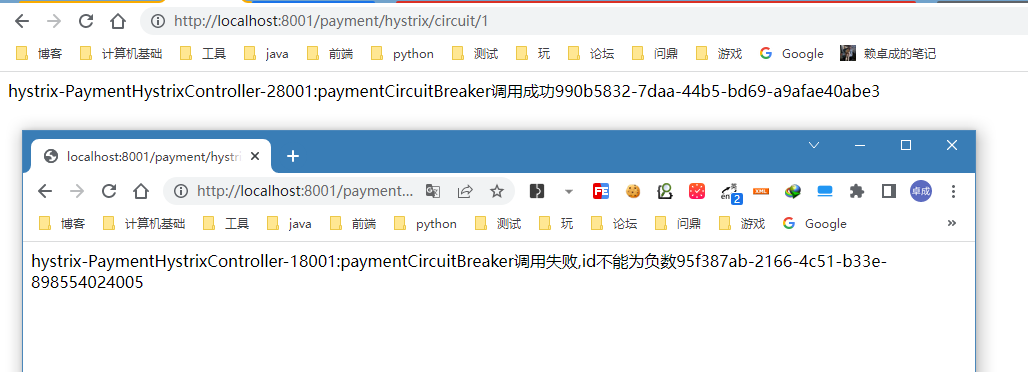 http://localhost:8001/payment/hystrix/circuit/1
博客 计算机基础 工具 java 前端 python 测试 玩 论坛 问鼎 游戏 Google 赖卓成的笔记
hystrix-PaymentHystrixController-28001:paymentCircuitBreaker调用成功990b5832-7daa-44b5-bd69-a9afae40abe3
localhost:8001/payment/hystri
http://localhost:8001/payment... FE en 2 XML 卓成
博客 计算机基础 工具 java 前端 python 测试 玩 论坛 问鼎 游戏 Google »
hystrix-PaymentHystrixController-18001:paymentCircuitBreaker调用失败,id不能为负数95f387ab-2166-4c51-b33e-
898554024005